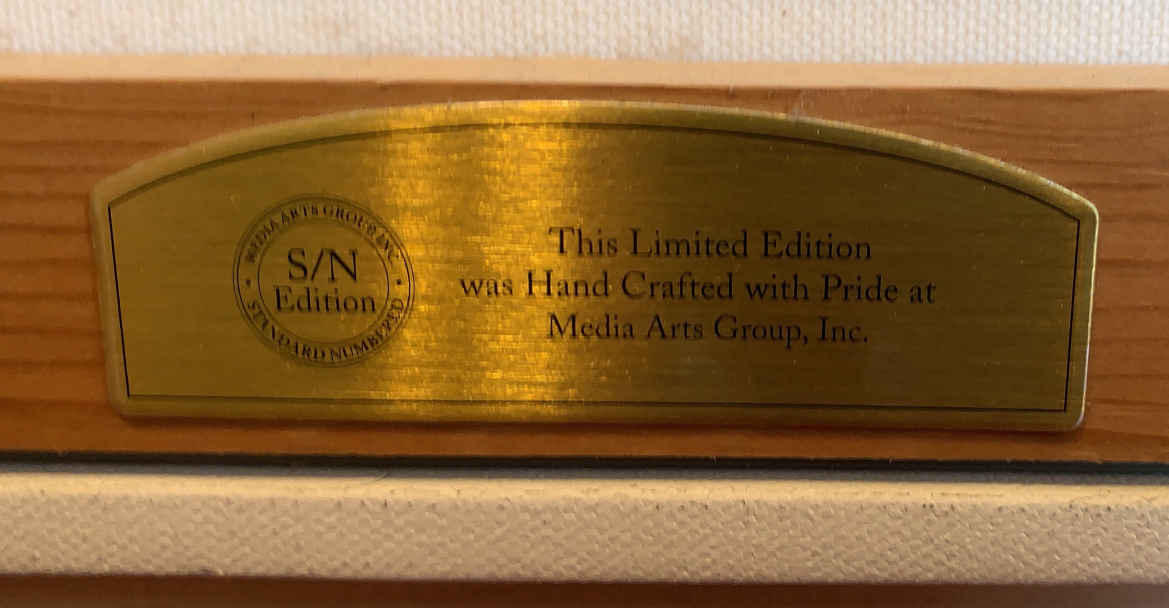 MEDIA ARTS GROUP, INC.
S/N
Edition
STANDARD NUMBERED
This Limited Edition
was Hand Crafted with Pride at
Media Arts Group, Inc.